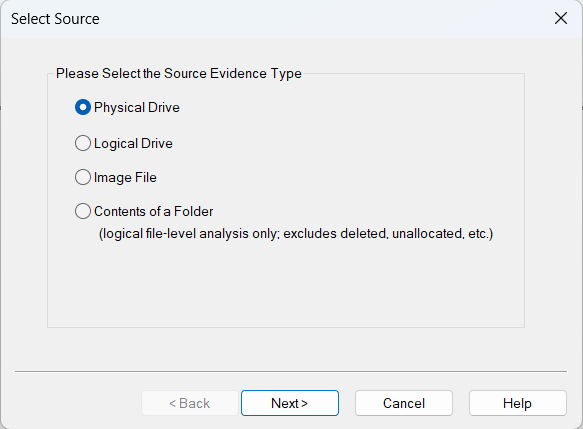 Select Source
Please Select the Source Evidence Type
Physical Drive
Logical Drive
Image File
Contents of a Folder
(logical file-level analysis only; excludes deleted, unallocated, etc.)
< Back
Next >
Cancel
Help